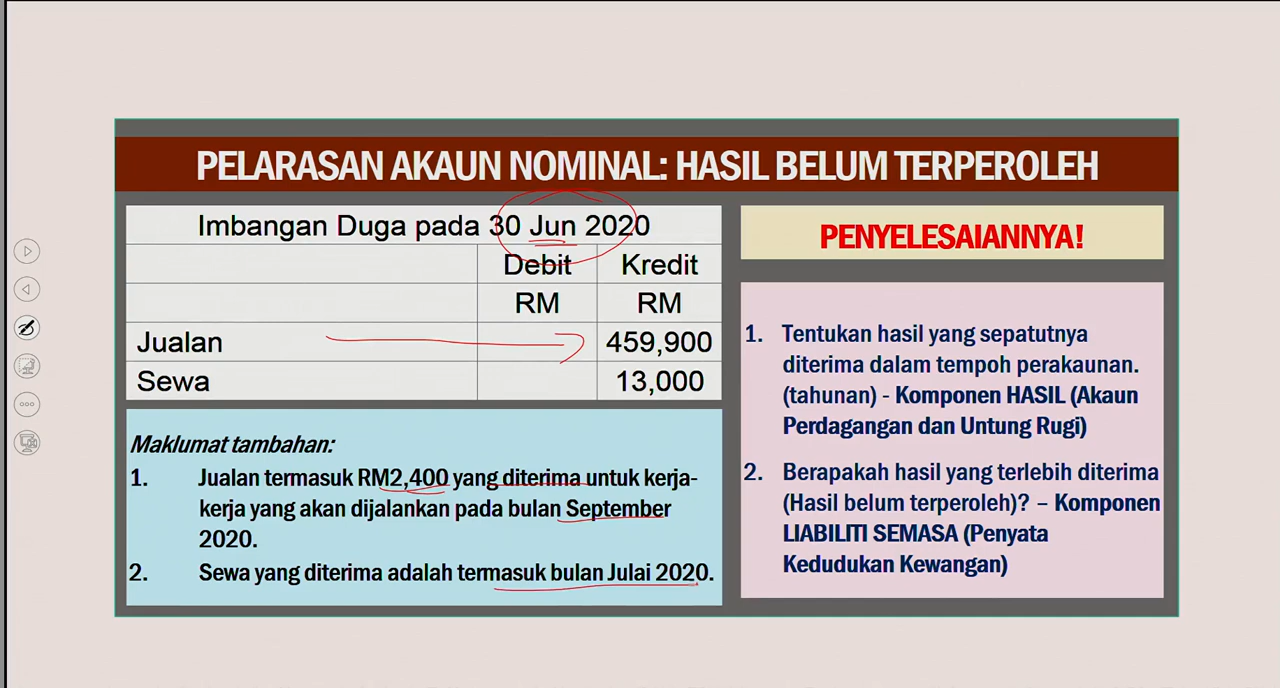 PELARASAN AKAUN NOMINAL: HASIL BELUM TERPEROLEH
Imbangan Duga pada 30 Jun 2020
Debit Kredit
RM RM
Jualan 459,900
Sewa 13,000
Maklumat tambahan:
1. Jualan termasuk RM2,400 yang diterima untuk kerja-
kerja yang akan dijalankan pada bulan September
2020.
2. Sewa yang diterima adalah termasuk bulan Julai 2020.
PENYELESAIANNYA!
1. Tentukan hasil yang sepatutnya
diterima dalam tempoh perakaunan.
(tahunan) - Komponen HASIL (Akaun
Perdagangan dan Untung Rugi)
2. Berapakah hasil yang terlebih diterima
(Hasil belum terperoleh)? – Komponen
LIABILITI SEMASA (Penyata
Kedudukan Kewangan)